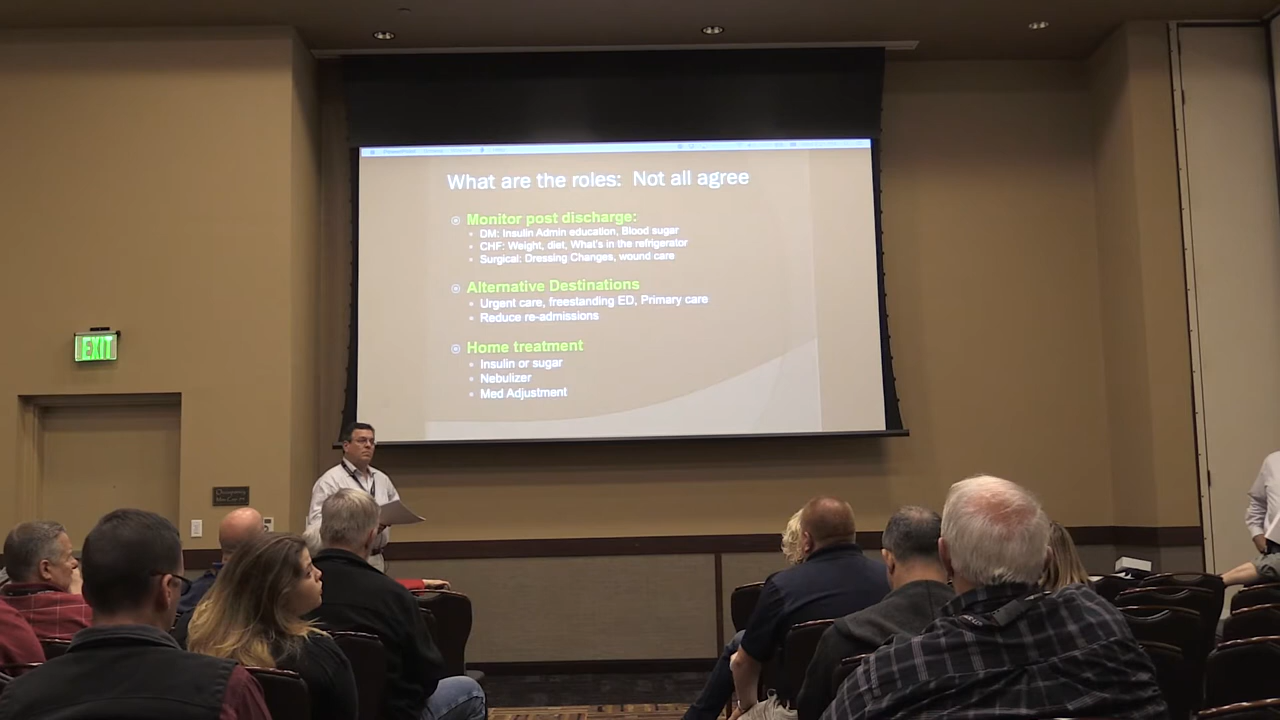 What are the roles: Not all agree
Monitor post discharge:
DM: Insulin Admin education, Blood sugar
CHF: Weight, diet, What's in the refrigerator
Surgical: Dressing Changes, wound care
Alternative Destinations
Urgent care, freestanding ED, Primary care
Reduce re-admissions
Home treatment
Insulin or sugar
Nebulizer
Med Adjustment
EXIT